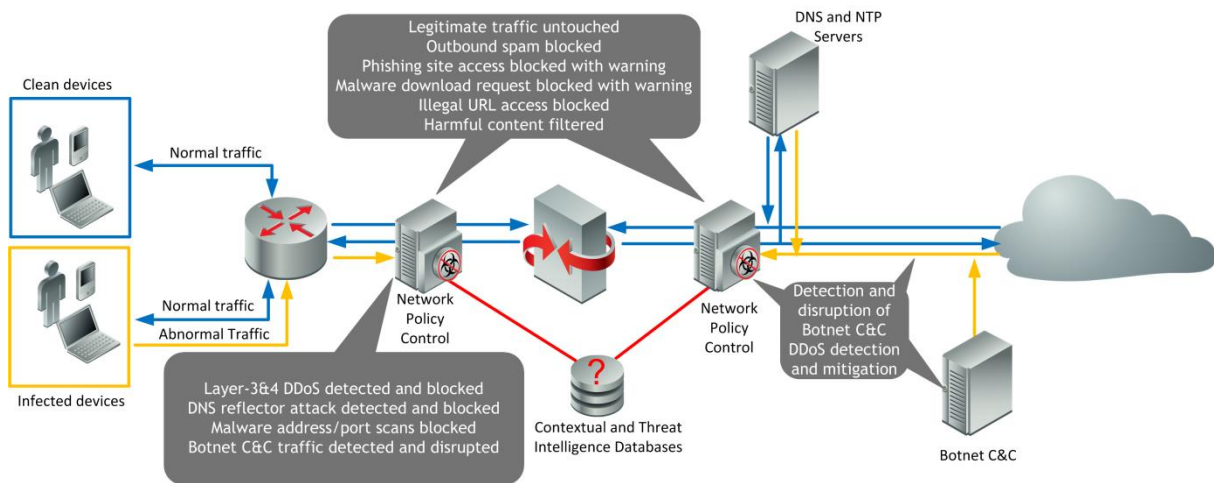 Legitimate traffic untouched
Outbound spam blocked
Phishing site access blocked with warning
Malware download request blocked with warning
Illegal URL access blocked
Harmful content filtered
DNS and NTP
Servers
Clean devices
Normal traffic
Normal traffic
Abnormal Traffic
Infected devices
Network
Policy
Control
Network
Policy
Control
Detection and
disruption of
Botnet C&C
DDoS detection
and mitigation
Layer-3&4 DDoS detected and blocked
DNS reflector attack detected and blocked
Malware address/port scans blocked
Botnet C&C traffic detected and disrupted
?
Contextual and Threat
Intelligence Databases
Botnet C&C